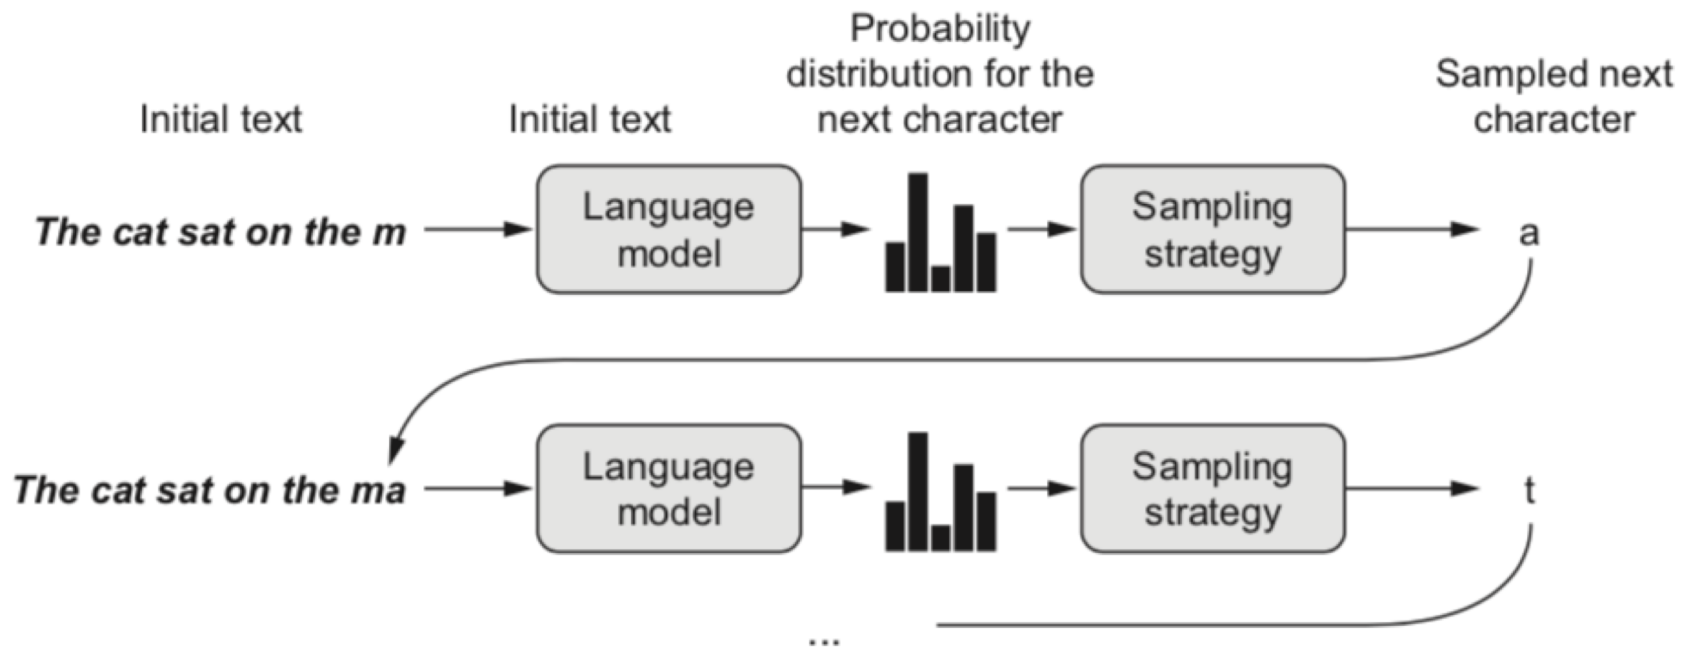 Initial text
Initial text
Probability
distribution for the
next character
Sampled next
character
The cat sat on the m
Language
model
Sampling
strategy
a
The cat sat on the ma
Language
model
Sampling
strategy
t
...